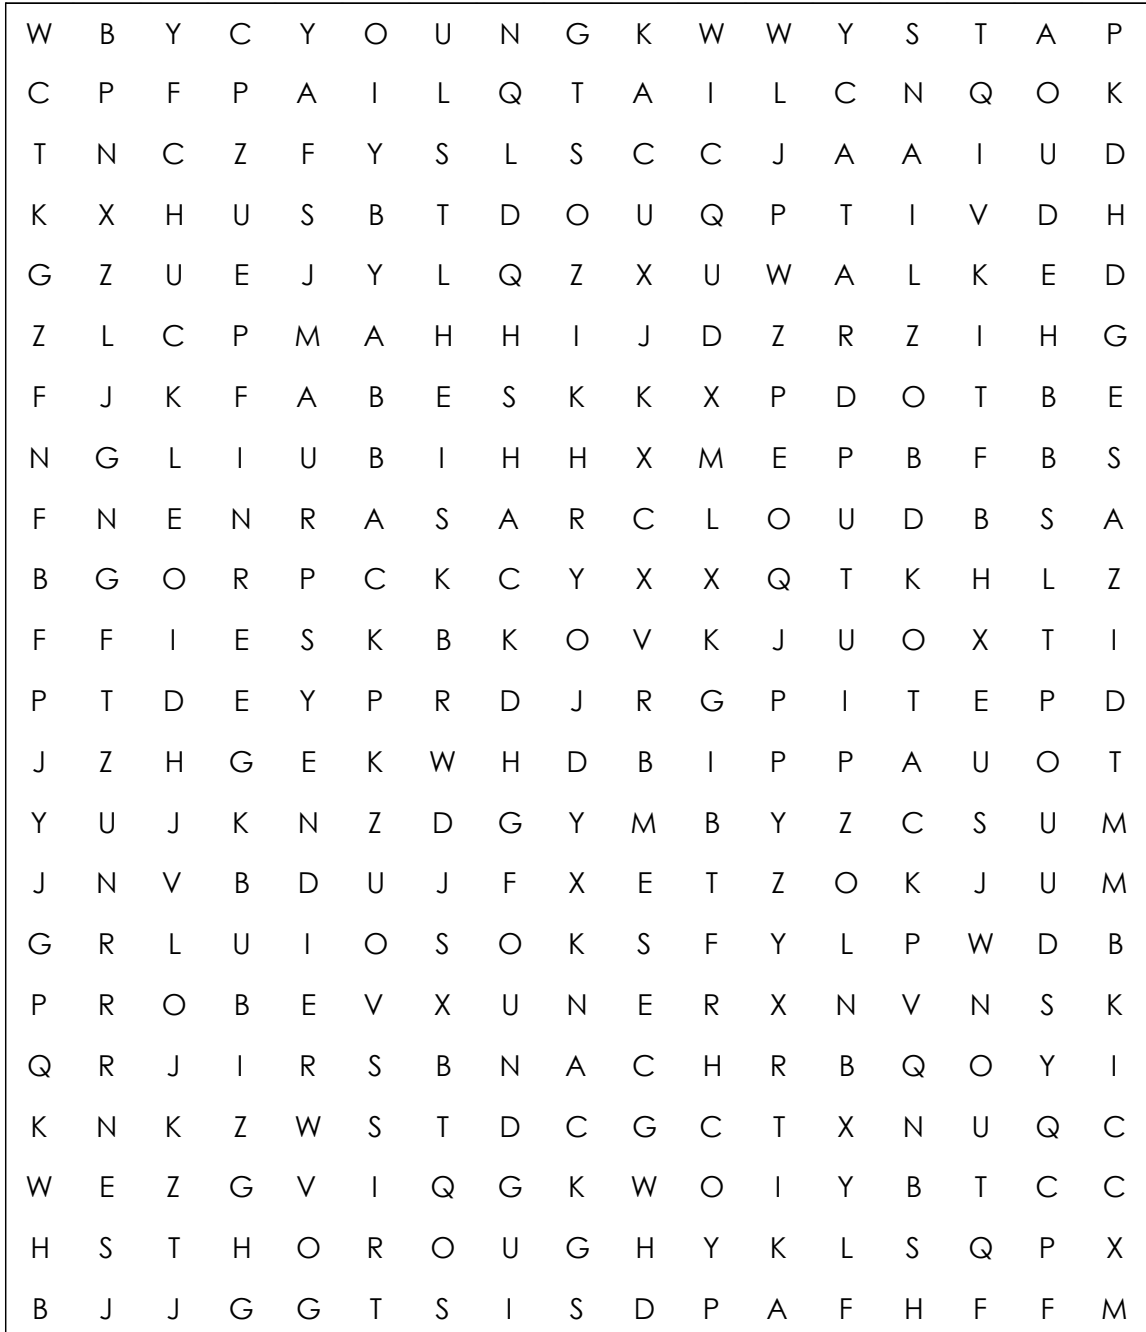 W B Y C Y O U N G K W W Y S T A P
C P F P A I L Q T A I L C N Q O K
T N C Z F Y S L S C C J A A I U D
K X H U S B T D O U Q P T I V D H
G Z U E J Y L Q Z X U W A L K E D
Z L C P M A H H I J D Z R Z I H G
F J K F A B E S K K X P D O T B E
N G L I U B I H H X M E P B F B S
F N E N R A S A R C L O U D B S A
B G O R P C K C Y X X Q T K H L Z
F F I E S K B K O V K J U O X T I
P T D E Y P R D J R G P I T E P D
J Z H G E K W H D B I P P A U O T
Y U J K N Z D G Y M B Y Z C S U M
J N V B D U J F X E T Z O K J U M
G R L U I O S O K S F Y L P W D B
P R O B E V X U N E R X N V N S K
Q R J I R S B N A C H R B Q O Y I
K N K Z W S T D C G C T X N U Q C
W E Z G V I Q G K W O I Y B T C C
H S T H O R O U G H Y K L S Q P X
B J J G G T S I S D P A F H F F M